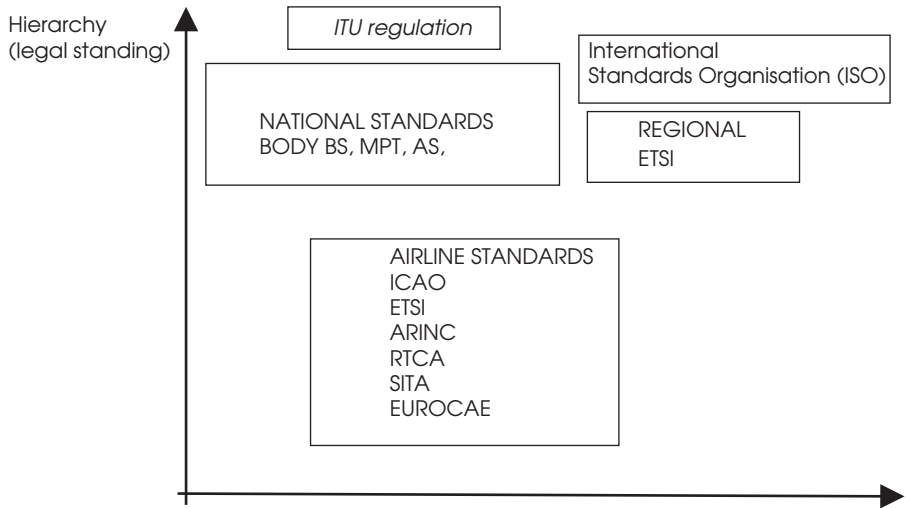 Hierarchy
(legal standing)
ITU regulation
International
Standards Organisation (ISO)
NATIONAL STANDARDS
BODY BS, MPT, AS,
REGIONAL
ETSI
AIRLINE STANDARDS
ICAO
ETSI
ARINC
RTCA
SITA
EUROCAE